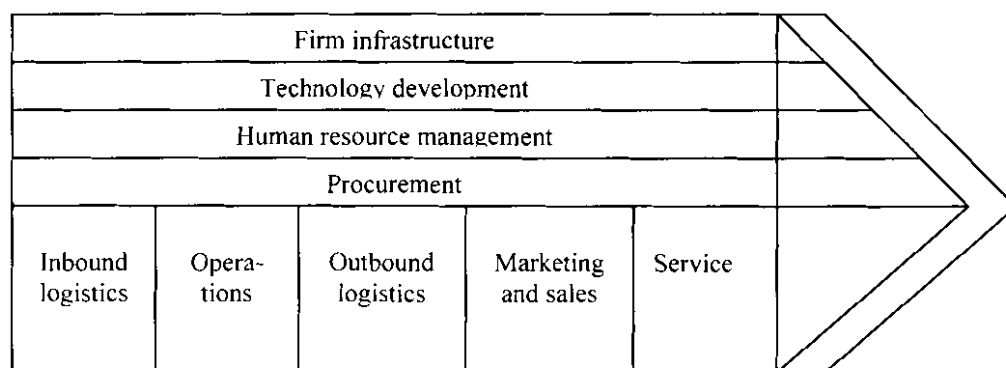 Firm infrastructure
Technology development
Human resource management
Procurement
Inbound
logistics
Opera-
tions
Outbound
logistics
Marketing
and sales
Service